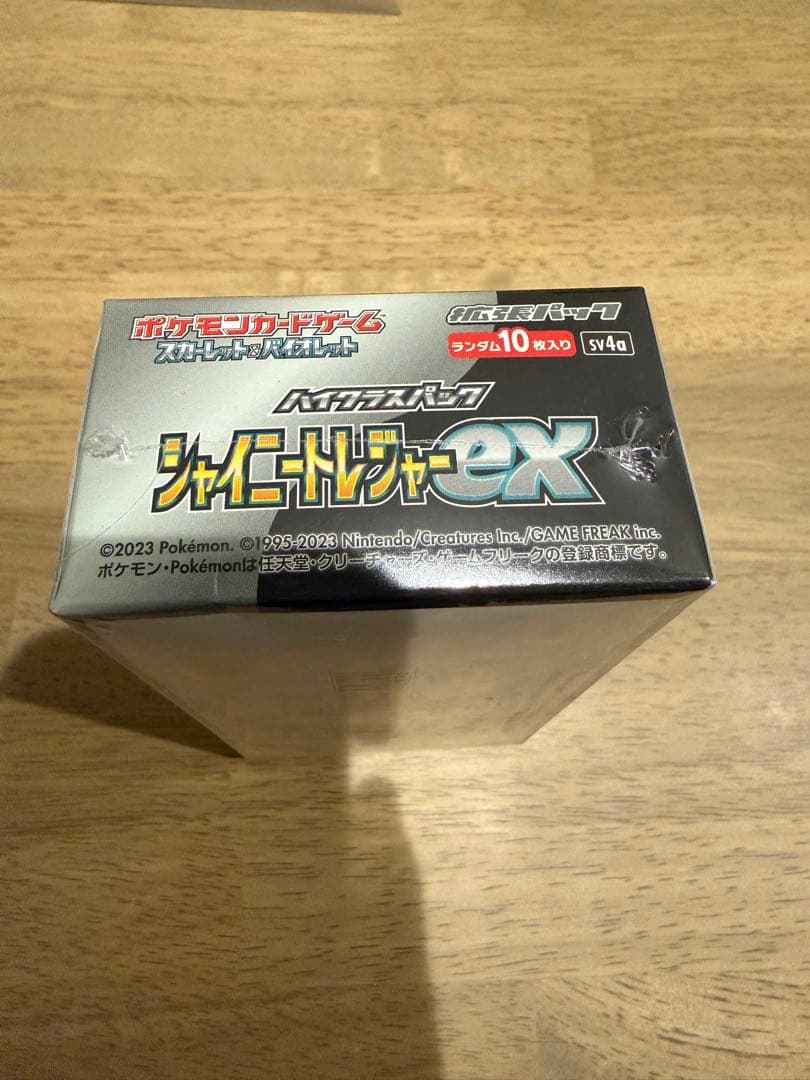 ポケモンカードゲーム
スカーレット&バイオレット
拡張パック
ランダム10枚入り
sv4a
ハイクラスパック
シャイニートレジャーex
©2023 Pokémon. ©1995-2023 Nintendo/Creatures Inc./GAME FREAK inc.
ポケモン・Pokémonは任天堂・クリーチャーズ・ゲームフリークの登録商標です。